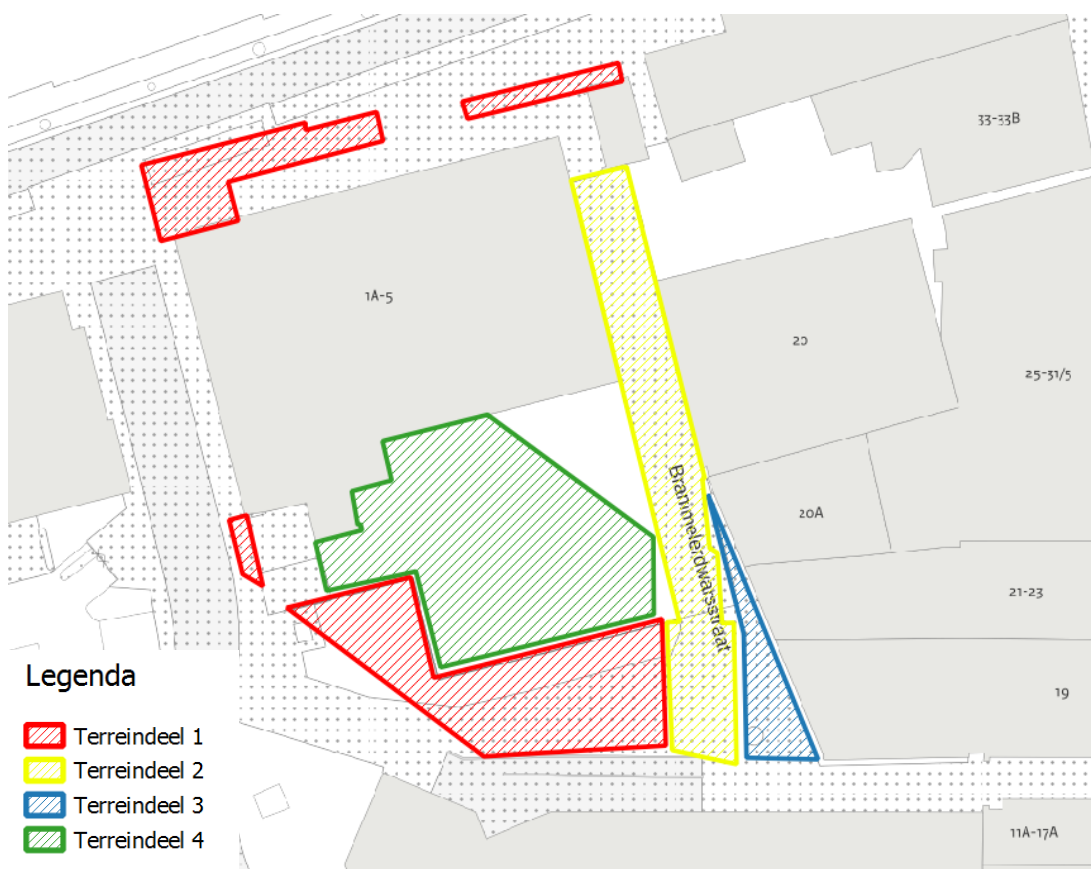 33-33B
1A-5
20
25-31/5
Brammelerdwarsstraat
20A
21-23
19
11A-17A
Legenda
Terreindeel 1
Terreindeel 2
Terreindeel 3
Terreindeel 4